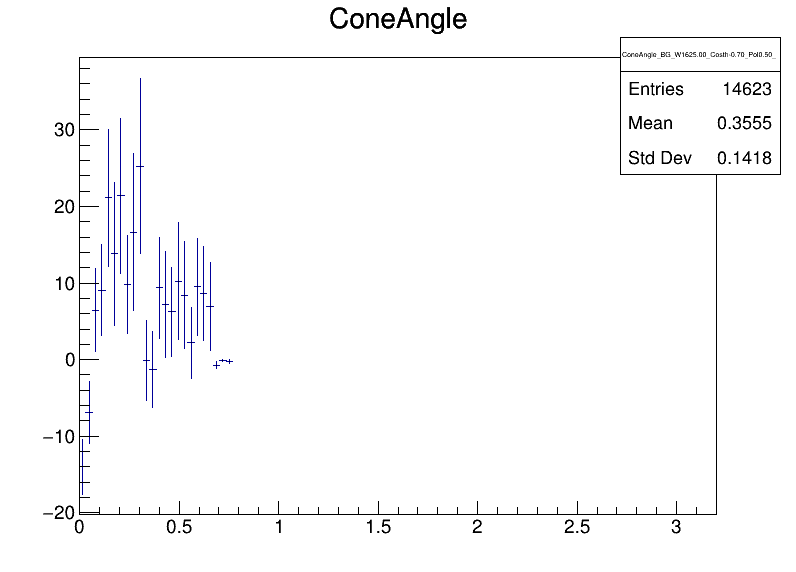 ConeAngle
ConeAngle_BG_W1625.00_Costh-0.70_Pol0.50_
Entries 14623
Mean 0.3555
Std Dev 0.1418
30
20
10
0
−10
−20
0 0.5 1 1.5 2 2.5 3